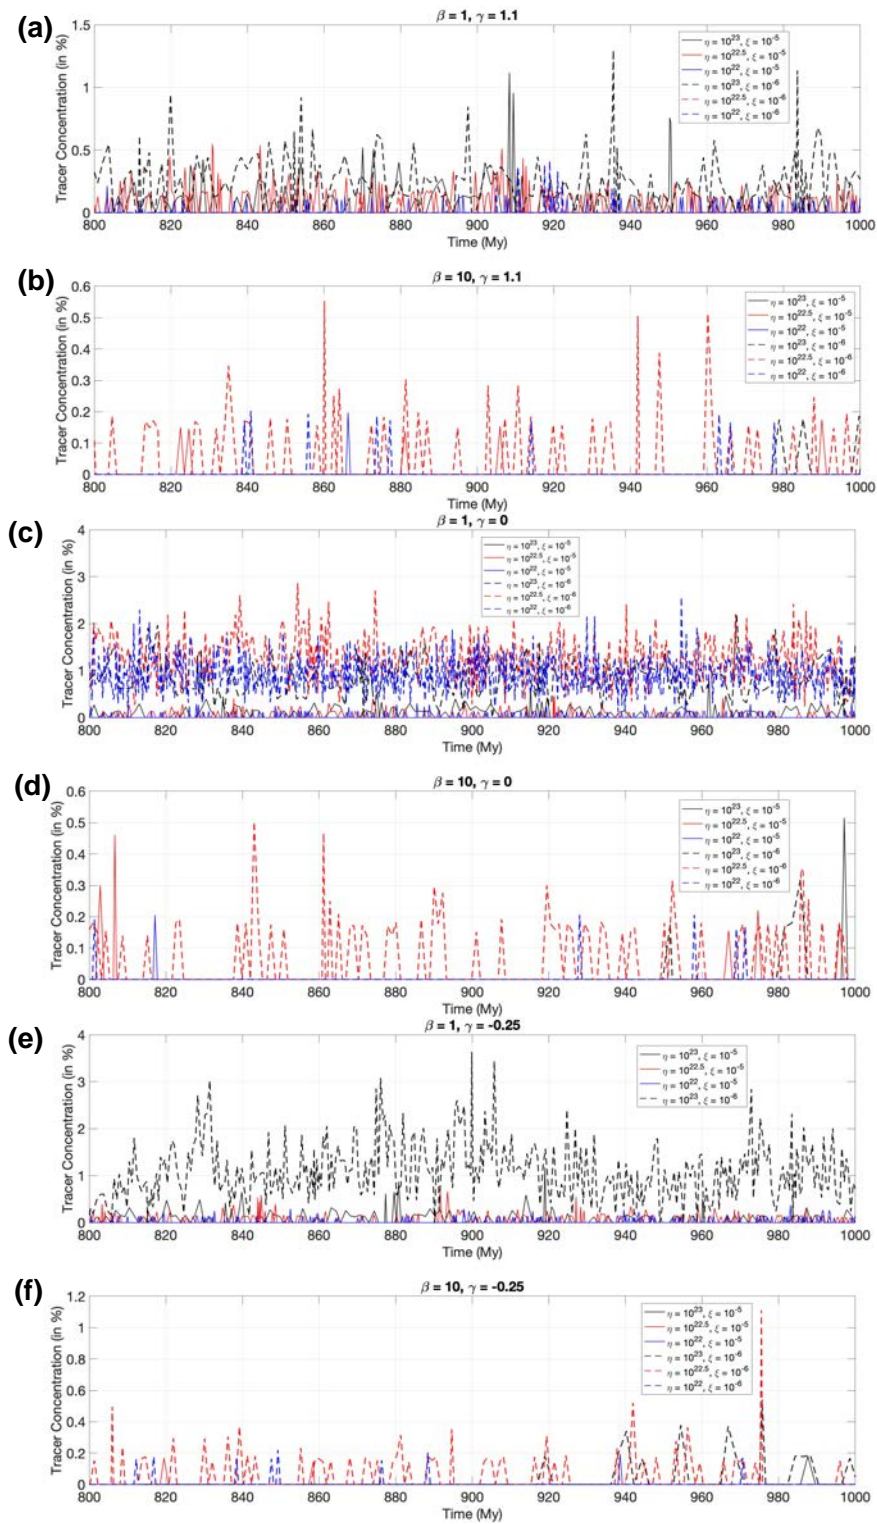 (a)
β = 1, γ = 1.1
Tracer Concentration (in %)
1.5
1
0.5
0
η = 10^23, ξ = 10^-5
η = 10^22.5, ξ = 10^-5
η = 10^22, ξ = 10^-5
η = 10^23, ξ = 10^-6
η = 10^22.5, ξ = 10^-6
η = 10^22, ξ = 10^-6
800 820 840 860 880 900 920 940 960 980 1000
Time (My)
(b)
β = 10, γ = 1.1
Tracer Concentration (in %)
0.6
0.5
0.4
0.3
0.2
0.1
0
η = 10^23, ξ = 10^-5
η = 10^22.5, ξ = 10^-5
η = 10^22, ξ = 10^-5
η = 10^23, ξ = 10^-6
η = 10^22.5, ξ = 10^-6
η = 10^22, ξ = 10^-6
800 820 840 860 880 900 920 940 960 980 1000
Time (My)
(c)
β = 1, γ = 0
Tracer Concentration (in %)
4
3
2
1
0
η = 10^23, ξ = 10^-5
η = 10^22.5, ξ = 10^-5
η = 10^22, ξ = 10^-5
η = 10^23, ξ = 10^-6
η = 10^22.5, ξ = 10^-6
η = 10^22, ξ = 10^-6
800 820 840 860 880 900 920 940 960 980 1000
Time (My)
(d)
β = 10, γ = 0
Tracer Concentration (in %)
0.6
0.5
0.4
0.3
0.2
0.1
0
η = 10^23, ξ = 10^-5
η = 10^22.5, ξ = 10^-5
η = 10^22, ξ = 10^-5
η = 10^23, ξ = 10^-6
η = 10^22.5, ξ = 10^-6
η = 10^22, ξ = 10^-6
800 820 840 860 880 900 920 940 960 980 1000
Time (My)
(e)
β = 1, γ = -0.25
Tracer Concentration (in %)
4
3
2
1
0
η = 10^23, ξ = 10^-5
η = 10^22.5, ξ = 10^-5
η = 10^22, ξ = 10^-5
η = 10^23, ξ = 10^-6
800 820 840 860 880 900 920 940 960 980 1000
Time (My)
(f)
β = 10, γ = -0.25
Tracer Concentration (in %)
1.2
1
0.8
0.6
0.4
0.2
0
η = 10^23, ξ = 10^-5
η = 10^22.5, ξ = 10^-5
η = 10^22, ξ = 10^-5
η = 10^23, ξ = 10^-6
η = 10^22.5, ξ = 10^-6
η = 10^22, ξ = 10^-6
800 820 840 860 880 900 920 940 960 980 1000
Time (My)